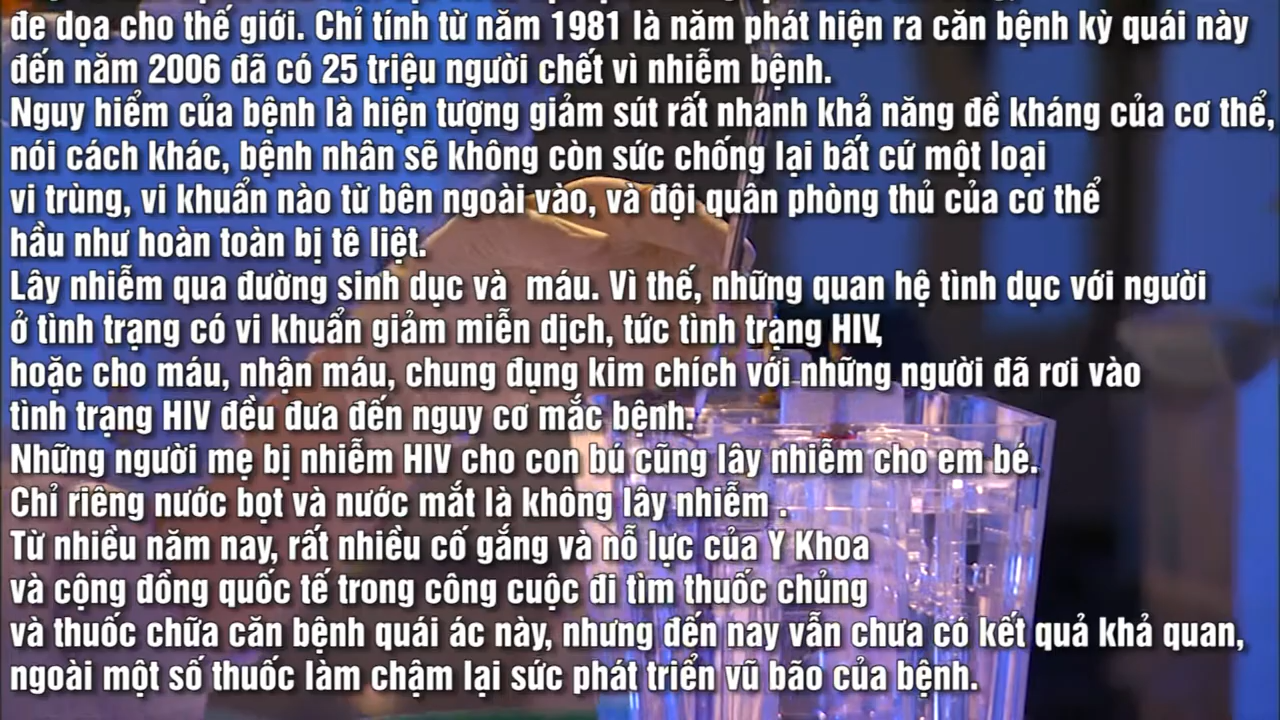 đe dọa cho thế giới. Chỉ tính từ năm 1981 là năm phát hiện ra căn bệnh kỳ quái này
đến năm 2006 đã có 25 triệu người chết vì nhiễm bệnh.
Nguy hiểm của bệnh là hiện tượng giảm sút rất nhanh khả năng đề kháng của cơ thể,
nói cách khác, bệnh nhân sẽ không còn sức chống lại bất cứ một loại
vi trùng, vi khuẩn nào từ bên ngoài vào, và đội quân phòng thủ của cơ thể
hầu như hoàn toàn bị tê liệt.
Lây nhiễm qua đường sinh dục và  máu. Vì thế, những quan hệ tình dục với người
ở tình trạng có vi khuẩn giảm miễn dịch, tức tình trạng HIV,
hoặc cho máu, nhận máu, chung đụng kim chích với những người đã rơi vào
tình trạng HIV đều đưa đến nguy cơ mắc bệnh.
Những người mẹ bị nhiễm HIV cho con bú cũng lây nhiễm cho em bé.
Chỉ riêng nước bọt và nước mắt là không lây nhiễm .
Từ nhiều năm nay, rất nhiều cố gắng và nỗ lực của Y Khoa
và cộng đồng quốc tế trong công cuộc đi tìm thuốc chủng
và thuốc chữa căn bệnh quái ác này, nhưng đến nay vẫn chưa có kết quả khả quan,
ngoài một số thuốc làm chậm lại sức phát triển vũ bão của bệnh.